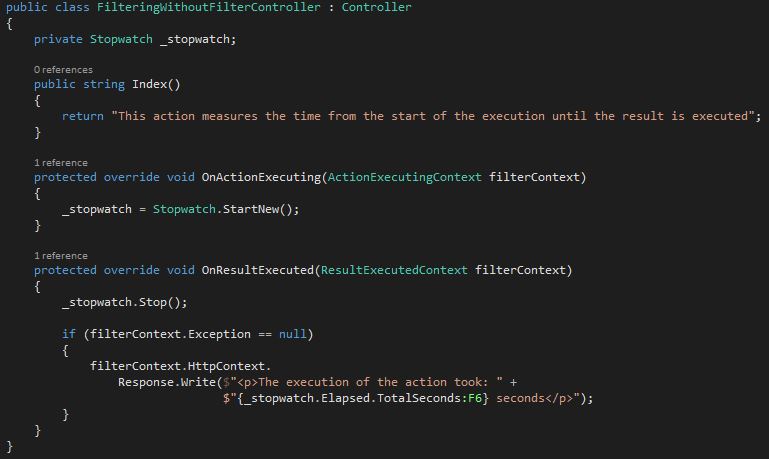 public class FilteringWithoutFilterController : Controller
{
    private Stopwatch _stopwatch;

    0 references
    public string Index()
    {
        return "This action measures the time from the start of the execution until the result is executed";
    }

    1 reference
    protected override void OnActionExecuting(ActionExecutingContext filterContext)
    {
        _stopwatch = Stopwatch.StartNew();
    }

    1 reference
    protected override void OnResultExecuted(ResultExecutedContext filterContext)
    {
        _stopwatch.Stop();

        if (filterContext.Exception == null)
        {
            filterContext.HttpContext.
                Response.Write($"<p>The execution of the action took: " +
                               $"{_stopwatch.Elapsed.TotalSeconds:F6} seconds</p>");
        }
    }
}